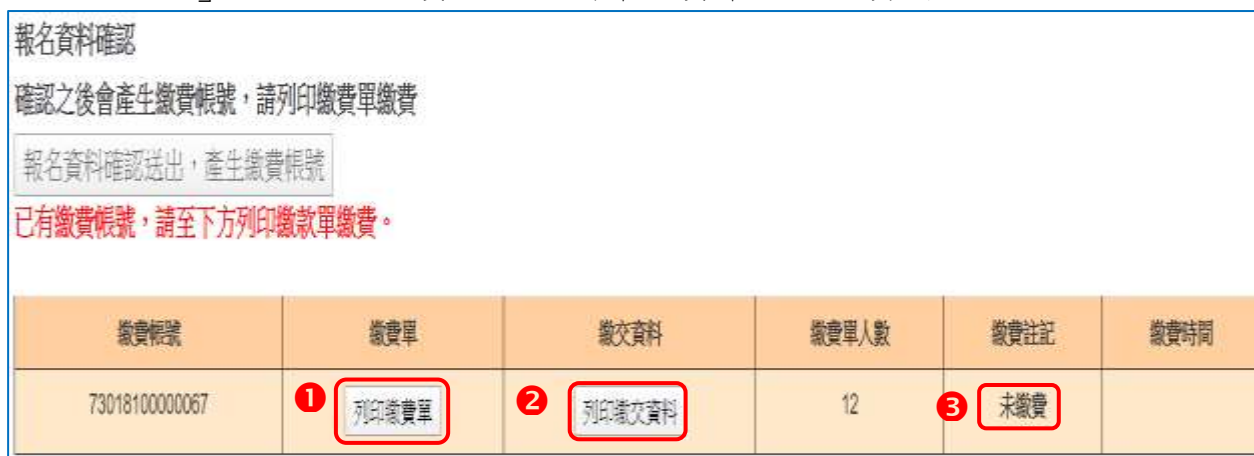 報名資料確認
確認之後會產生繳費帳號,請列印繳費單繳費
報名資料確認送出,產生繳費帳號
已有繳費帳號,請至下方列印繳款單繳費。
繳費帳號 繳費單 繳交資料 繳費單人數 繳費註記 繳費時間
73018100000067 ❶ 列印繳費單 ❷ 列印繳交資料 12 ❸ 未繳費